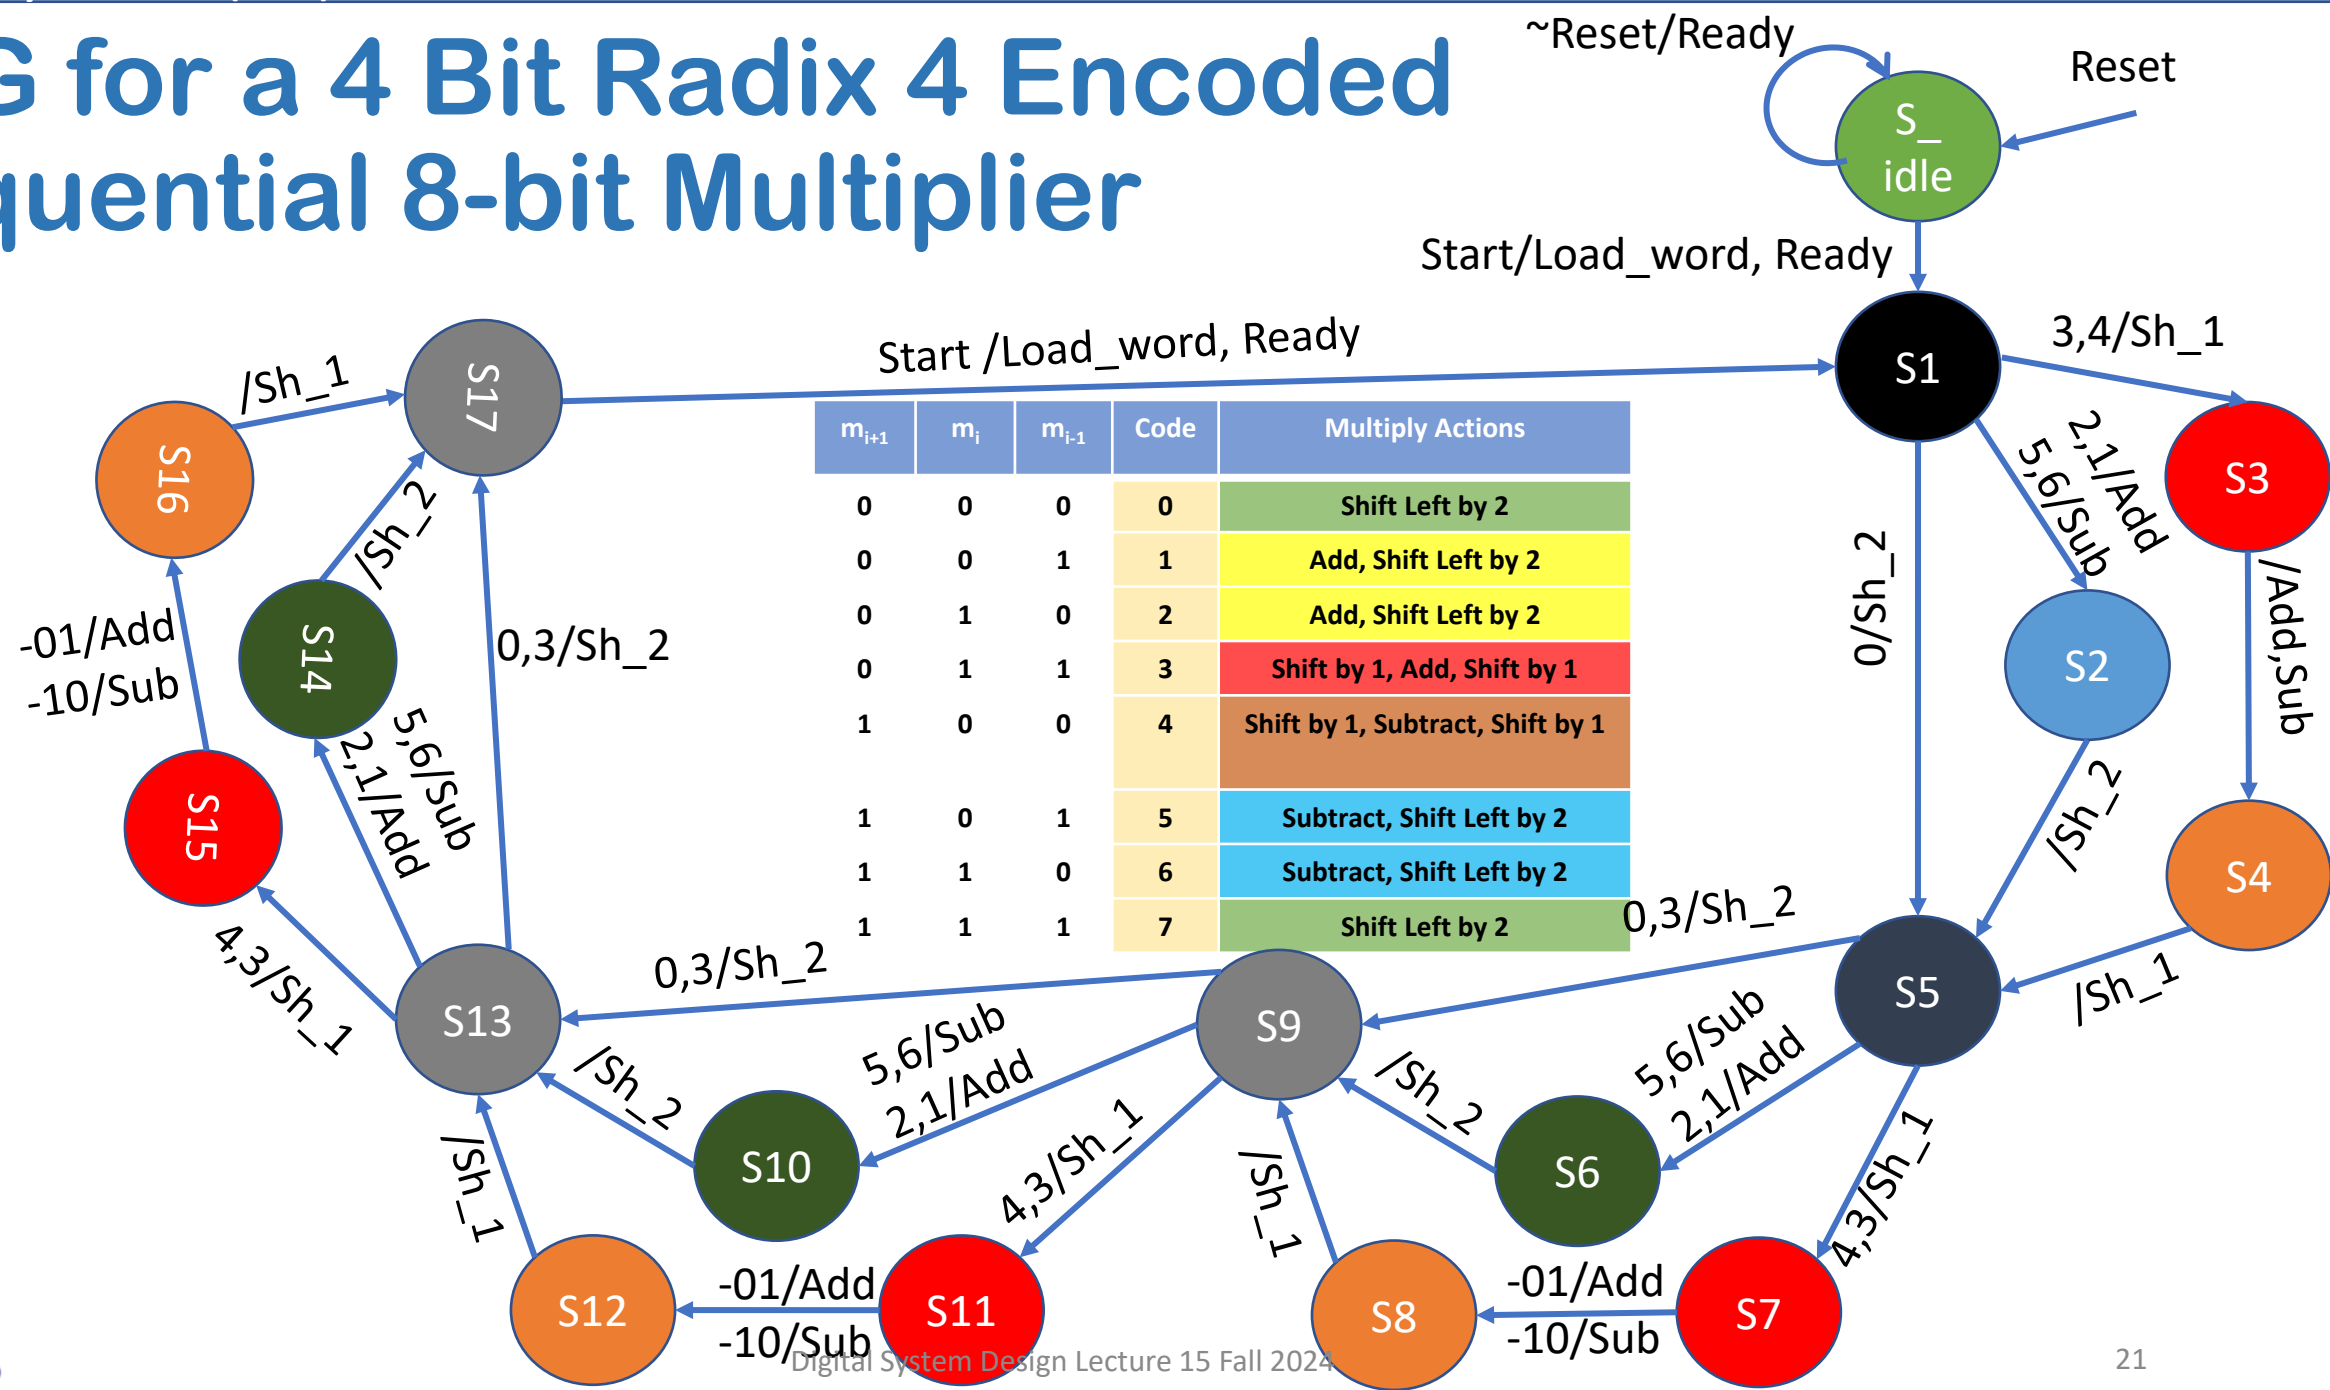 G for a 4 Bit Radix 4 Encoded
quential 8-bit Multiplier
~Reset/Ready
Reset
S_
idle
Start/Load_word, Ready
S1
3,4/Sh_1
2,1/Add
5,6/Sub
0/Sh_2
S3
/Add,Sub
S2
/Sh_2
S4
/Sh_1
S5
0,3/Sh_2
5,6/Sub
2,1/Add
4,3/Sh_1
S6
/Sh_2
S7
-01/Add
-10/Sub
S8
/Sh_1
S9
0,3/Sh_2
5,6/Sub
2,1/Add
4,3/Sh_1
S10
/Sh_2
S11
-01/Add
-10/Sub
S12
/Sh_1
S13
0,3/Sh_2
5,6/Sub
2,1/Add
4,3/Sh_1
S14
/Sh_2
S15
-01/Add
-10/Sub
S16
/Sh_1
S17
Start /Load_word, Ready
mi+1 mi mi-1 Code Multiply Actions
0 0 0 0 Shift Left by 2
0 0 1 1 Add, Shift Left by 2
0 1 0 2 Add, Shift Left by 2
0 1 1 3 Shift by 1, Add, Shift by 1
1 0 0 4 Shift by 1, Subtract, Shift by 1
1 0 1 5 Subtract, Shift Left by 2
1 1 0 6 Subtract, Shift Left by 2
1 1 1 7 Shift Left by 2
Digital System Design Lecture 15 Fall 2024
21